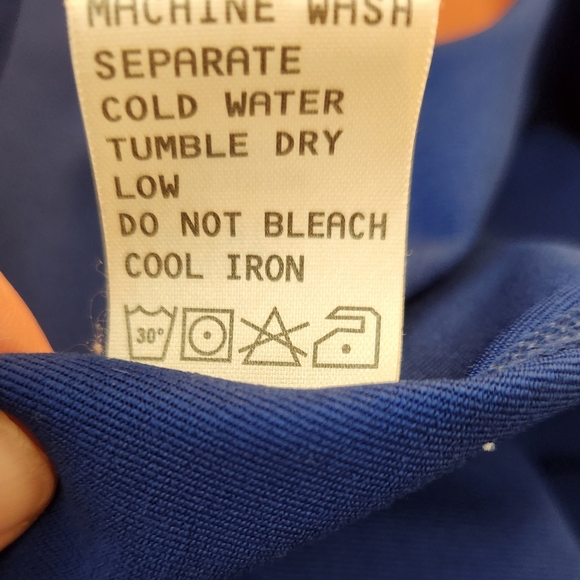 MACHINE WASH
SEPARATE
COLD WATER
TUMBLE DRY
LOW
DO NOT BLEACH
COOL IRON
30°